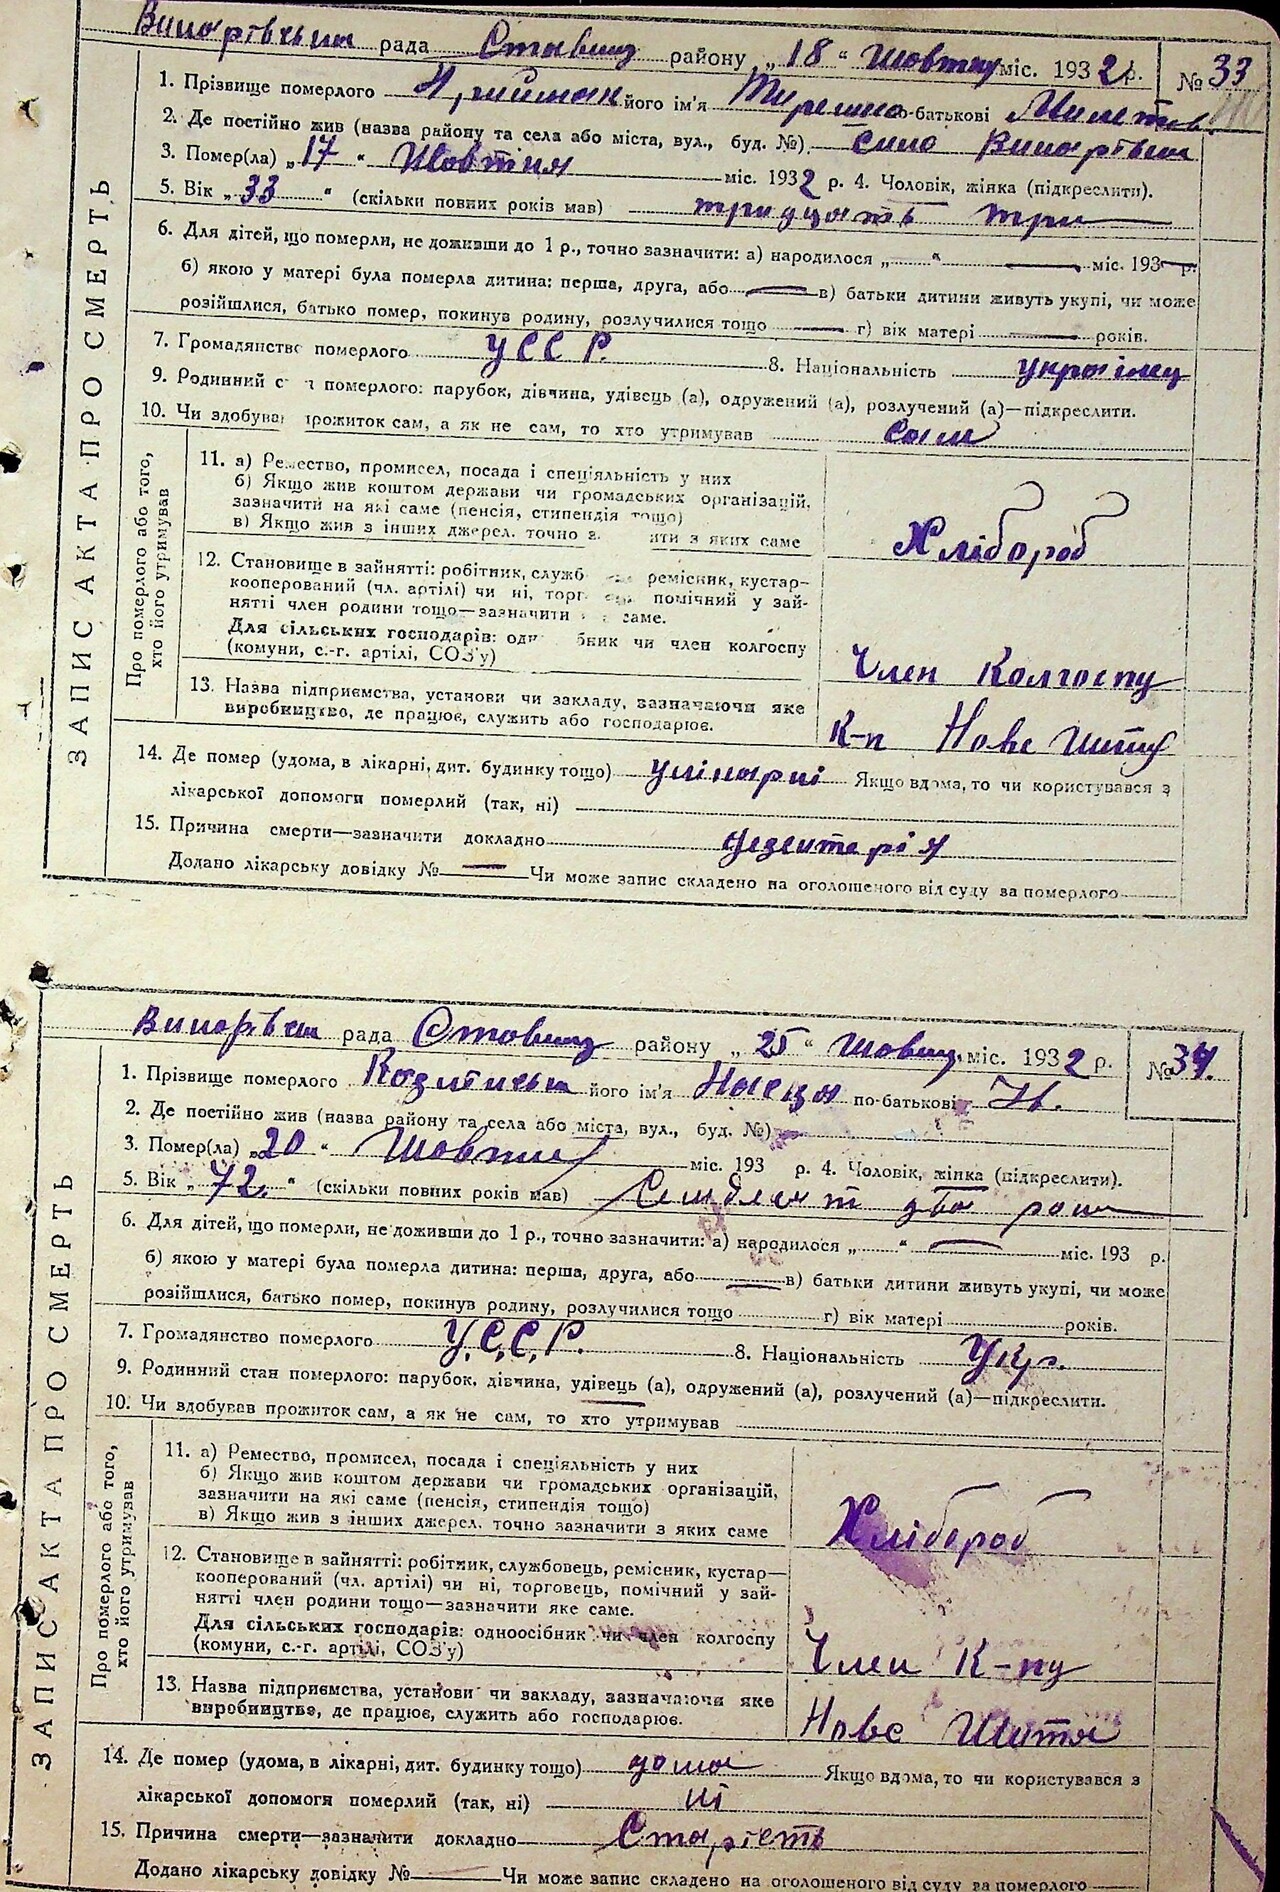 рада Ставищ району „18“ Жовтня міс. 1932 р. № 33
1. Прізвище померлого його ім'я по-батькові
2. Де постійно жив (назва району та села або міста, вул., буд. №) село
3. Помер(ла) „17“ Жовтня міс. 1932 р. 4. Чоловік, жінка (підкреслити).
5. Вік „33“ (скільки повних років мав) тридцать три
6. Для дітей, що померли, не доживши до 1 р., точно зазначити: а) народилося „ “ міс. 193 р.
б) якою у матері була померла дитина: перша, друга, або в) батьки дитини живуть укупі, чи може
розійшлися, батько помер, покинув родину, розлучилися тощо г) вік матері років.
7. Громадянство померлого УССР. 8. Національність українец
9. Родинний с н померлого: парубок, дівчина, удівець (а), одружений (а), розлучений (а)—підкреслити.
10. Чи здобував прожиток сам, а як не сам, то хто утримував сам
11. а) Ремество, промисел, посада і спеціяльність у них
б) Якщо жив коштом держави чи громадських організацій,
зазначити на які саме (пенсія, стипендія тощо)
в) Якщо жив з інших джерел, точно з ити з яких саме
Хлібороб
12. Становище в зайнятті: робітник, служб ремісник, кустар-
кооперований (чл. артілі) чи ні, торг помічний у зай-
нятті член родини тощо—зазначити саме.
Для сільських господарів: од бник чи член колгоспу
(комуни, с.-г. артілі, СОЗ'у)
Член Колгоспу
13. Назва підприємства, установи чи закладу, зазначаючи яке
виробництво, де працює, служить або господарює.
К-п Нове
14. Де помер (удома, в лікарні, дит. будинку тощо) улікарні Якщо вдома, то чи користувався з
лікарської допомоги померлий (так, ні)
15. Причина смерти—зазначити докладно дезентерія
Додано лікарську довідку № Чи може запис складено на оголошеного від суду за померлого
ЗАПИС АКТА ПРО СМЕРТЬ
Про померлого або того,
хто його утримував
рада Ставищ району „25“ міс. 1932 р. № 34.
1. Прізвище померлого його ім'я по-батькові
2. Де постійно жив (назва району та села або міста, вул., буд. №)
3. Помер(ла) „20“ Жовтня міс. 193 р. 4. Чоловік, жінка (підкреслити).
5. Вік „72“ (скільки повних років мав) два роки
6. Для дітей, що померли, не доживши до 1 р., точно зазначити: а) народилося „ “ міс. 193 р.
б) якою у матері була померла дитина: перша, друга, або в) батьки дитини живуть укупі, чи може
розійшлися, батько помер, покинув родину, розлучилися тощо г) вік матері років.
7. Громадянство померлого У.С.С.Р. 8. Національність Укр.
9. Родинний стан померлого: парубок, дівчина, удівець (а), одружений (а), розлучений (а)—підкреслити.
10. Чи здобував прожиток сам, а як не сам, то хто утримував
11. а) Ремество, промисел, посада і спеціяльність у них
б) Якщо жив коштом держави чи громадських організацій,
зазначити на які саме (пенсія, стипендія тощо)
в) Якщо жив з інших джерел, точно зазначити з яких саме
Хлібороб
12. Становище в зайнятті: робітник, службовець, ремісник, кустар—
кооперований (чл. артілі) чи ні, торговець, помічний у зай-
нятті член родини тощо—зазначити яке саме.
Для сільських господарів: одноосібник чи член колгоспу
(комуни, с.-г. артілі, СОЗ'у)
Член К-пу
13. Назва підприємства, установи чи закладу, зазначаючи яке
виробництво, де працює, служить або господарює.
Нове Життя
14. Де помер (удома, в лікарні, дит. будинку тощо) дома Якщо вдома, то чи користувався з
лікарської допомоги померлий (так, ні) ні
15. Причина смерти—зазначити докладно Старість
Додано лікарську довідку № Чи може запис складено на оголошеного від суду за померлого
ЗАПИС АКТА ПРО СМЕРТЬ
Про померлого або того,
хто його утримував